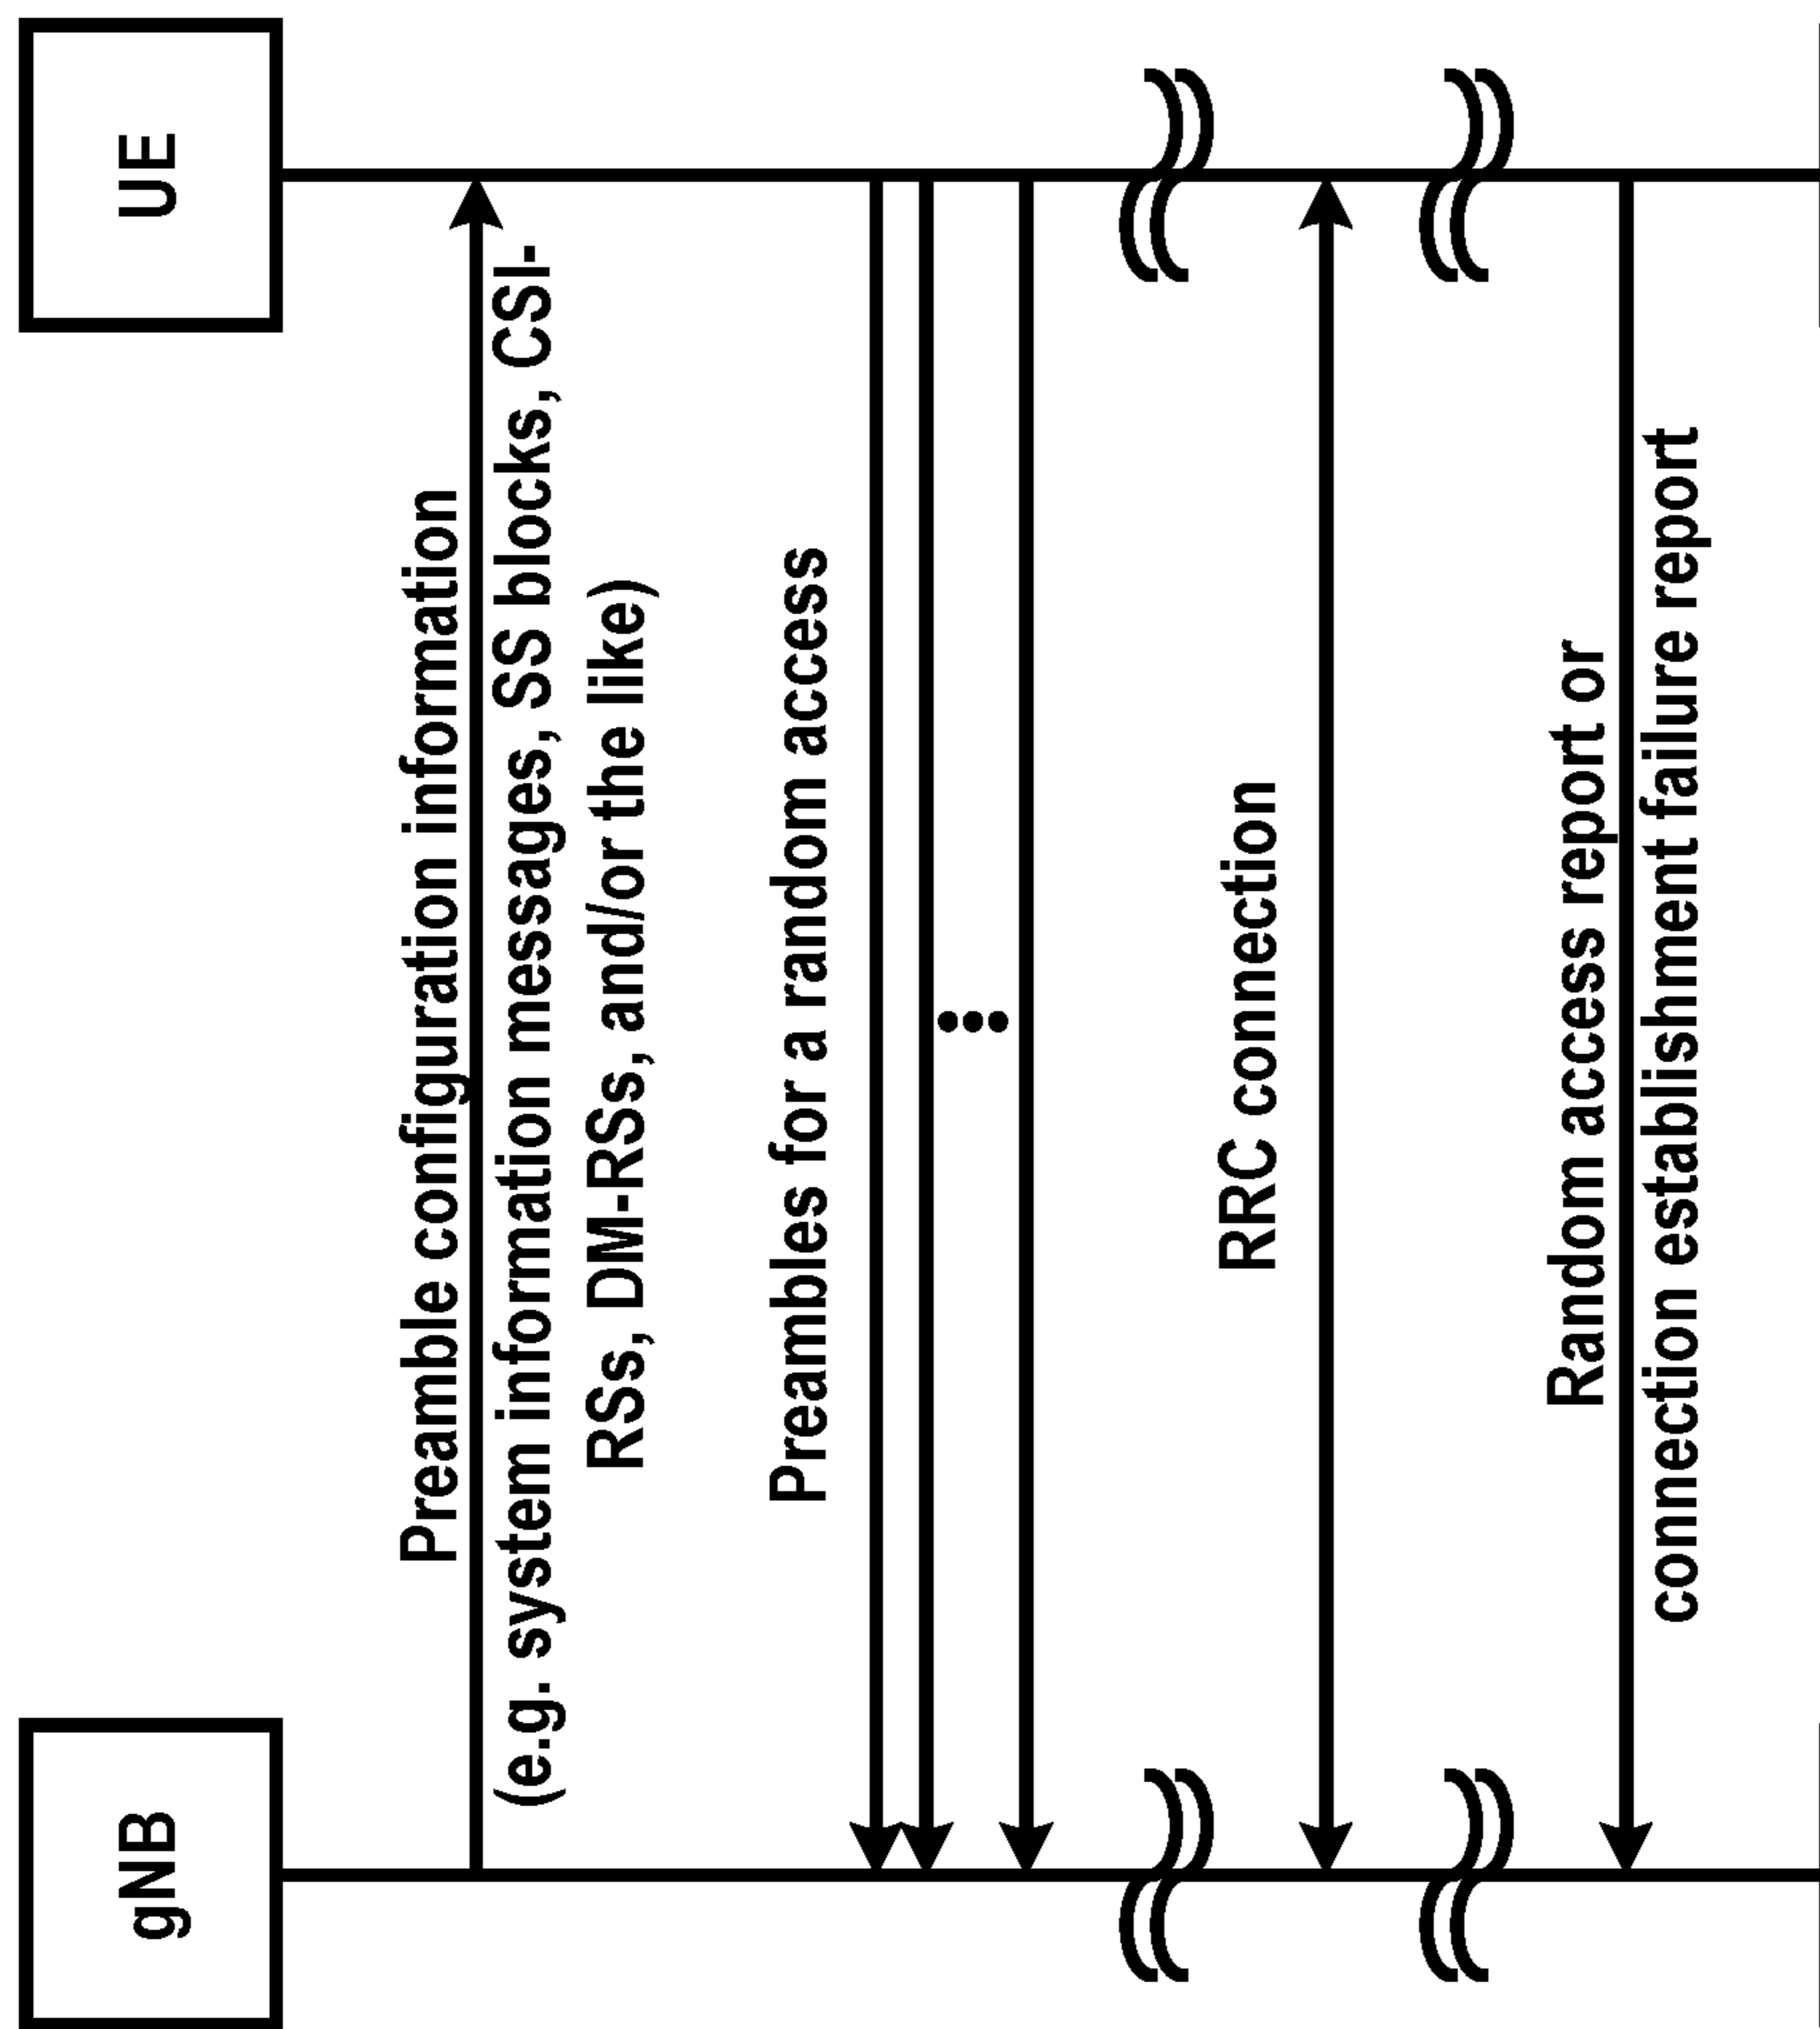 gNB
UE
Preamble configuration information
(e.g. system information messages, SS blocks, CSI-
RSs, DM-RSs, and/or the like)
Preambles for a random access
RRC connection
Random access report or
connection establishment failure report